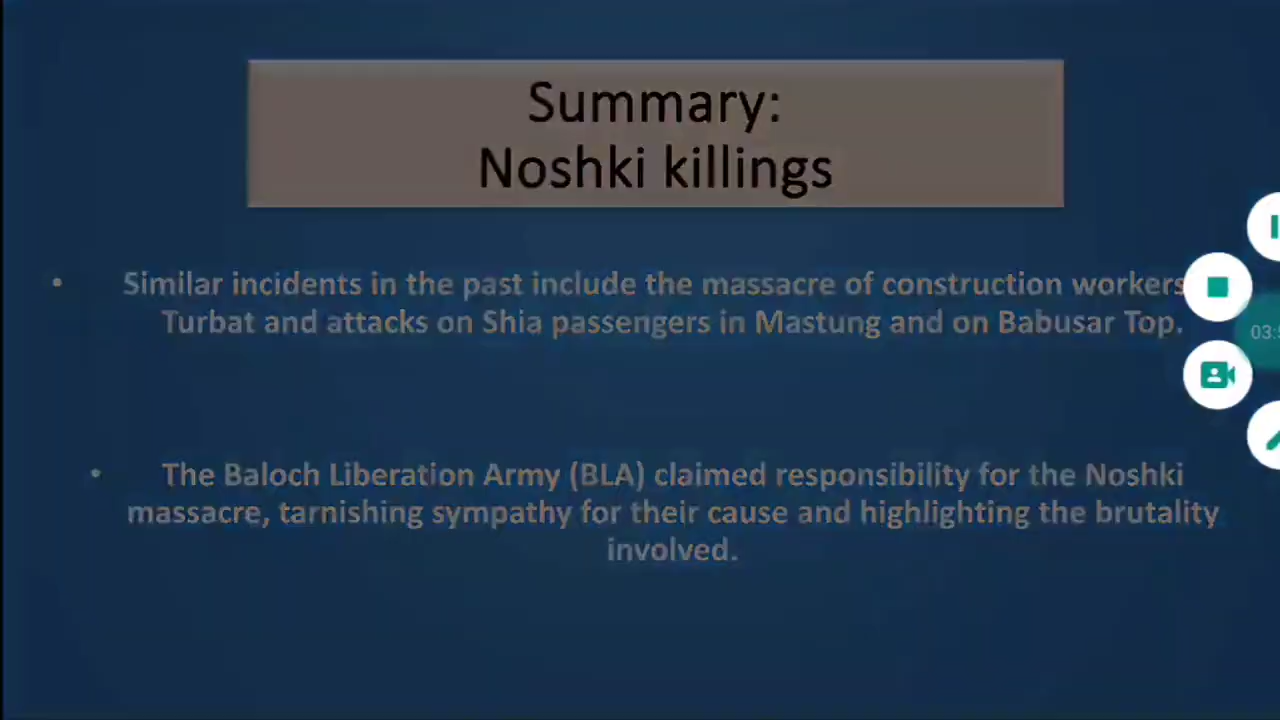 Summary:
Noshki killings
• Similar incidents in the past include the massacre of construction workers
Turbat and attacks on Shia passengers in Mastung and on Babusar Top.
• The Baloch Liberation Army (BLA) claimed responsibility for the Noshki
massacre, tarnishing sympathy for their cause and highlighting the brutality
involved.